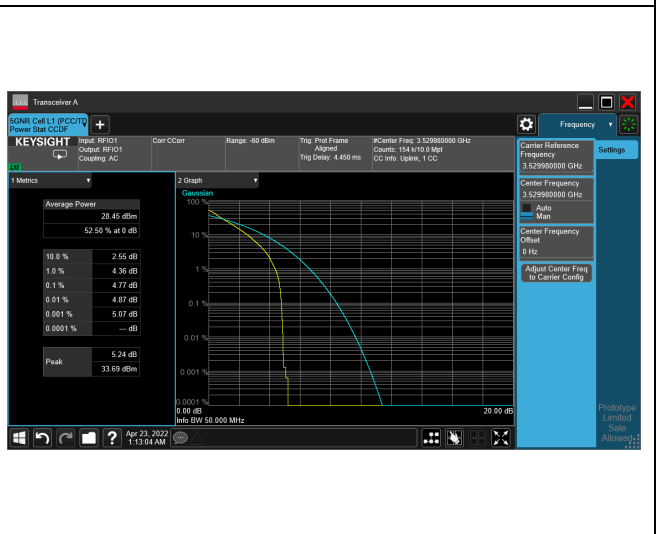 Transceiver A
5GNR Cell L1 (PCC/TD
Power Stat CCDF
+
Frequency
KEYSIGHT
Input: RFIO1
Output: RFIO1
Coupling: AC
Corr CCorr
Range: -60 dBm
Trig: Prot Frame
Aligned
Trig Delay: 4.450 ms
#Center Freq: 3.529980000 GHz
Counts: 154 k/10.0 Mpt
CC Info: Uplink, 1 CC
Carrier Reference
Frequency
3.529980000 GHz
Settings
Center Frequency
3.529980000 GHz
Auto
Man
Center Frequency
Offset
0 Hz
Adjust Center Freq
to Carrier Config
1 Metrics
Average Power
28.45 dBm
52.50 % at 0 dB
10.0 % 2.55 dB
1.0 % 4.36 dB
0.1 % 4.77 dB
0.01 % 4.87 dB
0.001 % 5.07 dB
0.0001 % --- dB
Peak
5.24 dB
33.69 dBm
2 Graph
Gaussian
100 %
10 %
1 %
0.1 %
0.01 %
0.001 %
0.0001 %
0.00 dB 20.00 dB
Info BW 50.000 MHz
Prototype
Limited
Sale
Allowed
?
Apr 23, 2022
1:13:04 AM